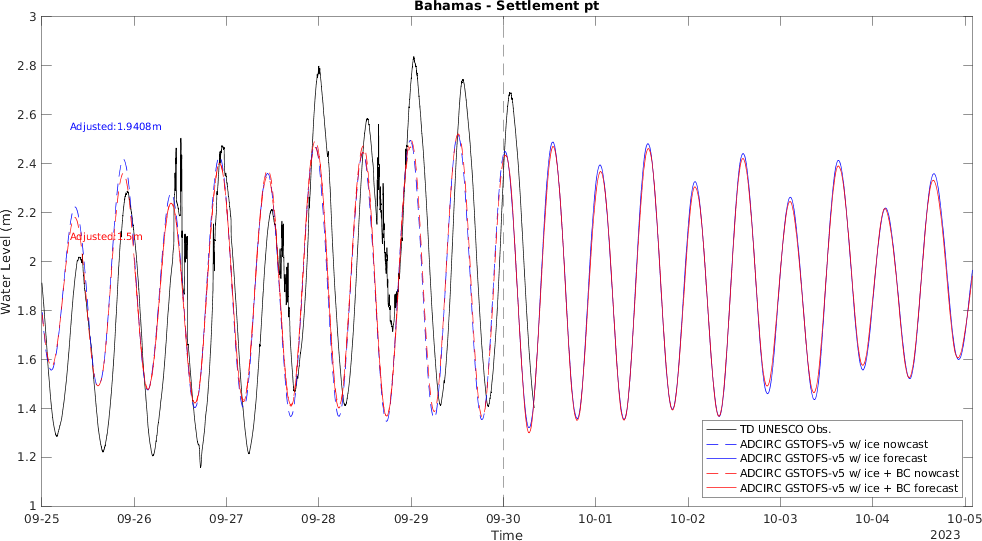 Bahamas - Settlement pt
3
2.8
2.6
2.4
2.2
2
1.8
1.6
1.4
1.2
1
Water Level (m)
Adjusted:1.9408m
Adjusted:1.5m
TD UNESCO Obs.
ADCIRC GSTOFS-v5 w/ ice nowcast
ADCIRC GSTOFS-v5 w/ ice forecast
ADCIRC GSTOFS-v5 w/ ice + BC nowcast
ADCIRC GSTOFS-v5 w/ ice + BC forecast
09-25 09-26 09-27 09-28 09-29 09-30 10-01 10-02 10-03 10-04 10-05
Time
2023